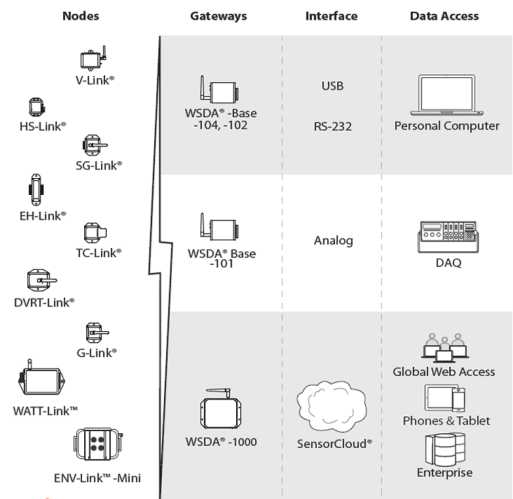 Nodes
Gateways
Interface
Data Access
V-Link®
HS-Link®
SG-Link®
EH-Link®
TC-Link®
DVRT-Link®
G-Link®
WATT-Link™
ENV-Link™ -Mini
WSDA® -Base
-104, -102
USB
RS-232
Personal Computer
WSDA® Base
-101
Analog
DAQ
WSDA® -1000
SensorCloud®
Global Web Access
Phones & Tablet
Enterprise